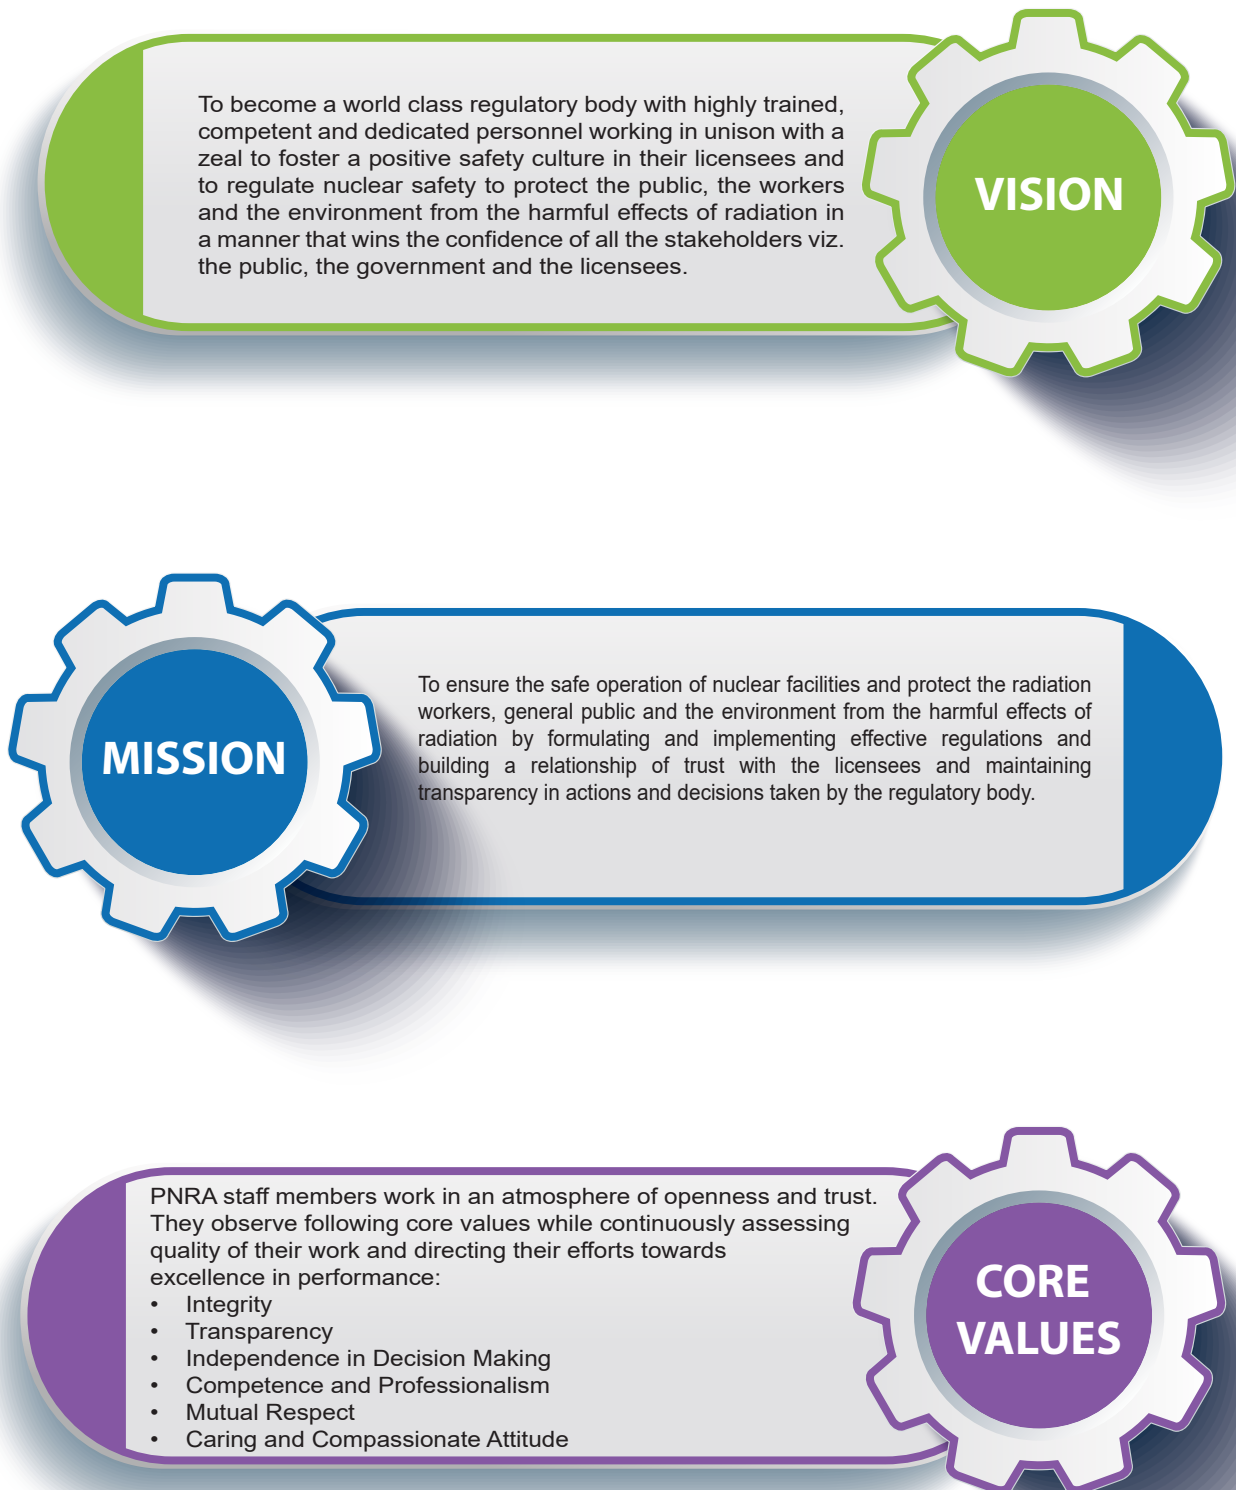 To become a world class regulatory body with highly trained,
competent and dedicated personnel working in unison with a
zeal to foster a positive safety culture in their licensees and
to regulate nuclear safety to protect the public, the workers
and the environment from the harmful effects of radiation in
a manner that wins the confidence of all the stakeholders viz.
the public, the government and the licensees.
VISION
MISSION
To ensure the safe operation of nuclear facilities and protect the radiation
workers, general public and the environment from the harmful effects of
radiation by formulating and implementing effective regulations and
building a relationship of trust with the licensees and maintaining
transparency in actions and decisions taken by the regulatory body.
PNRA staff members work in an atmosphere of openness and trust.
They observe following core values while continuously assessing
quality of their work and directing their efforts towards
excellence in performance:
• Integrity
• Transparency
• Independence in Decision Making
• Competence and Professionalism
• Mutual Respect
• Caring and Compassionate Attitude
CORE
VALUES